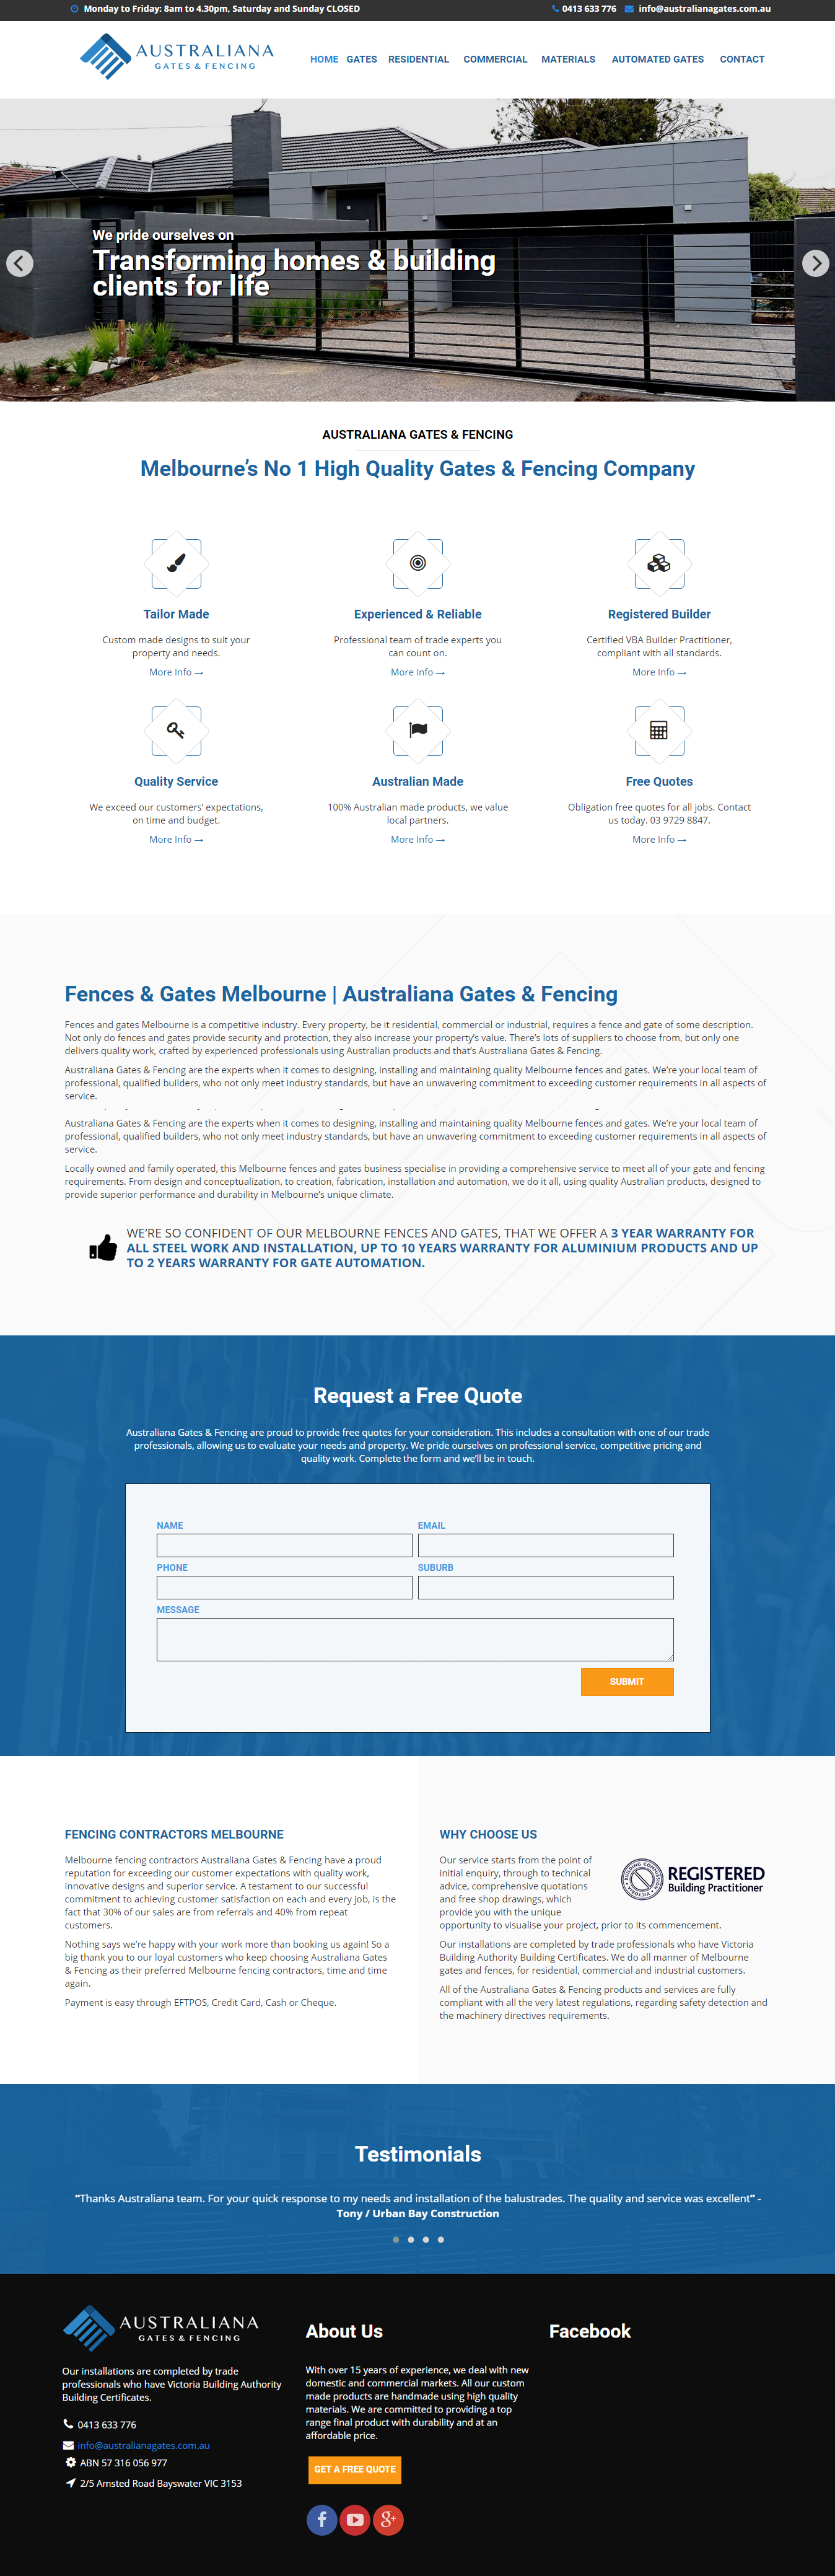 Monday to Friday: 8am to 4.30pm, Saturday and Sunday CLOSED
0413 633 776 info@australianagates.com.au
AUSTRALIANA
GATES & FENCING
HOME GATES RESIDENTIAL COMMERCIAL MATERIALS AUTOMATED GATES CONTACT
We pride ourselves on
Transforming homes & building
clients for life
AUSTRALIANA GATES & FENCING
Melbourne's No 1 High Quality Gates & Fencing Company
Tailor Made
Custom made designs to suit your
property and needs.
More Info →
Experienced & Reliable
Professional team of trade experts you
can count on.
More Info →
Registered Builder
Certified VBA Builder Practitioner,
compliant with all standards.
More Info →
Quality Service
We exceed our customers' expectations,
on time and budget.
More Info →
Australian Made
100% Australian made products, we value
local partners.
More Info →
Free Quotes
Obligation free quotes for all jobs. Contact
us today. 03 9729 8847.
More Info →
Fences & Gates Melbourne | Australiana Gates & Fencing
Fences and gates Melbourne is a competitive industry. Every property, be it residential, commercial or industrial, requires a fence and gate of some description.
Not only do fences and gates provide security and protection, they also increase your property's value. There's lots of suppliers to choose from, but only one
delivers quality work, crafted by experienced professionals using Australian products and that's Australiana Gates & Fencing.
Australiana Gates & Fencing are the experts when it comes to designing, installing and maintaining quality Melbourne fences and gates. We're your local team of
professional, qualified builders, who not only meet industry standards, but have an unwavering commitment to exceeding customer requirements in all aspects of
service.
Australiana Gates & Fencing are the experts when it comes to designing, installing and maintaining quality Melbourne fences and gates. We're your local team of
professional, qualified builders, who not only meet industry standards, but have an unwavering commitment to exceeding customer requirements in all aspects of
service.
Locally owned and family operated, this Melbourne fences and gates business specialise in providing a comprehensive service to meet all of your gate and fencing
requirements. From design and conceptualization, to creation, fabrication, installation and automation, we do it all, using quality Australian products, designed to
provide superior performance and durability in Melbourne's unique climate.
WE'RE SO CONFIDENT OF OUR MELBOURNE FENCES AND GATES, THAT WE OFFER A 3 YEAR WARRANTY FOR
ALL STEEL WORK AND INSTALLATION, UP TO 10 YEARS WARRANTY FOR ALUMINIUM PRODUCTS AND UP
TO 2 YEARS WARRANTY FOR GATE AUTOMATION.
Request a Free Quote
Australiana Gates & Fencing are proud to provide free quotes for your consideration. This includes a consultation with one of our trade
professionals, allowing us to evaluate your needs and property. We pride ourselves on professional service, competitive pricing and
quality work. Complete the form and we'll be in touch.
NAME EMAIL
PHONE SUBURB
MESSAGE
SUBMIT
FENCING CONTRACTORS MELBOURNE
Melbourne fencing contractors Australiana Gates & Fencing have a proud
reputation for exceeding our customer expectations with quality work,
innovative designs and superior service. A testament to our successful
commitment to achieving customer satisfaction on each and every job, is the
fact that 30% of our sales are from referrals and 40% from repeat
customers.
Nothing says we're happy with your work more than booking us again! So a
big thank you to our loyal customers who keep choosing Australiana Gates
& Fencing as their preferred Melbourne fencing contractors, time and time
again.
Payment is easy through EFTPOS, Credit Card, Cash or Cheque.
WHY CHOOSE US
Our service starts from the point of
initial enquiry, through to technical
advice, comprehensive quotations
and free shop drawings, which
provide you with the unique
opportunity to visualise your project, prior to its commencement.
REGISTERED
Building Practitioner
Our installations are completed by trade professionals who have Victoria
Building Authority Building Certificates. We do all manner of Melbourne
gates and fences, for residential, commercial and industrial customers.
All of the Australiana Gates & Fencing products and services are fully
compliant with all the very latest regulations, regarding safety detection and
the machinery directives requirements.
Testimonials
“Thanks Australiana team. For your quick response to my needs and installation of the balustrades. The quality and service was excellent” -
Tony / Urban Bay Construction
AUSTRALIANA
GATES & FENCING
Our installations are completed by trade
professionals who have Victoria Building Authority
Building Certificates.
0413 633 776
info@australianagates.com.au
ABN 57 316 056 977
2/5 Amsted Road Bayswater VIC 3153
About Us
With over 15 years of experience, we deal with new
domestic and commercial markets. All our custom
made products are handmade using high quality
materials. We are committed to providing a top
range final product with durability and at an
affordable price.
GET A FREE QUOTE
Facebook